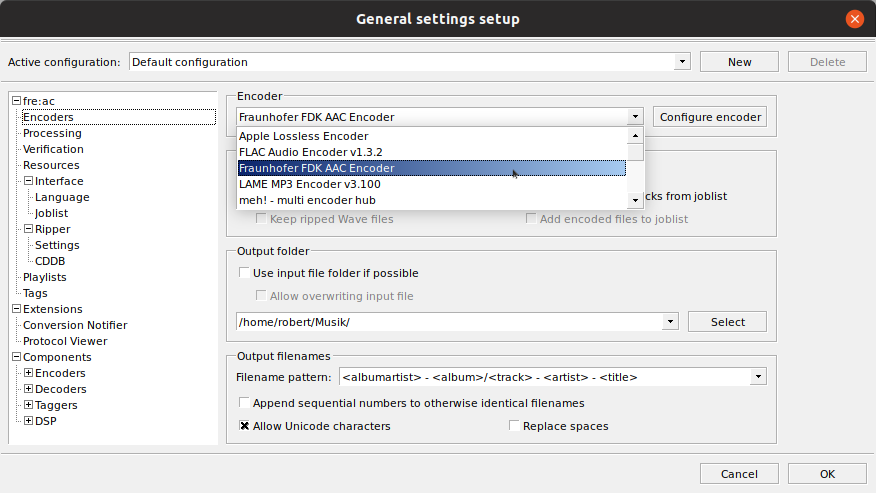 General settings setup
Active configuration: Default configuration New Delete
fre:ac
Encoders
Processing
Verification
Resources
Interface
Language
Joblist
Ripper
Settings
CDDB
Playlists
Tags
Extensions
Conversion Notifier
Protocol Viewer
Components
Encoders
Decoders
Taggers
DSP
Encoder
Fraunhofer FDK AAC Encoder Configure encoder
Apple Lossless Encoder
FLAC Audio Encoder v1.3.2
Fraunhofer FDK AAC Encoder
LAME MP3 Encoder v3.100
meh! - multi encoder hub
cks from joblist
Keep ripped Wave files Add encoded files to joblist
Output folder
Use input file folder if possible
Allow overwriting input file
/home/robert/Musik/ Select
Output filenames
Filename pattern: <albumartist> - <album>/<track> - <artist> - <title>
Append sequential numbers to otherwise identical filenames
Allow Unicode characters Replace spaces
Cancel OK